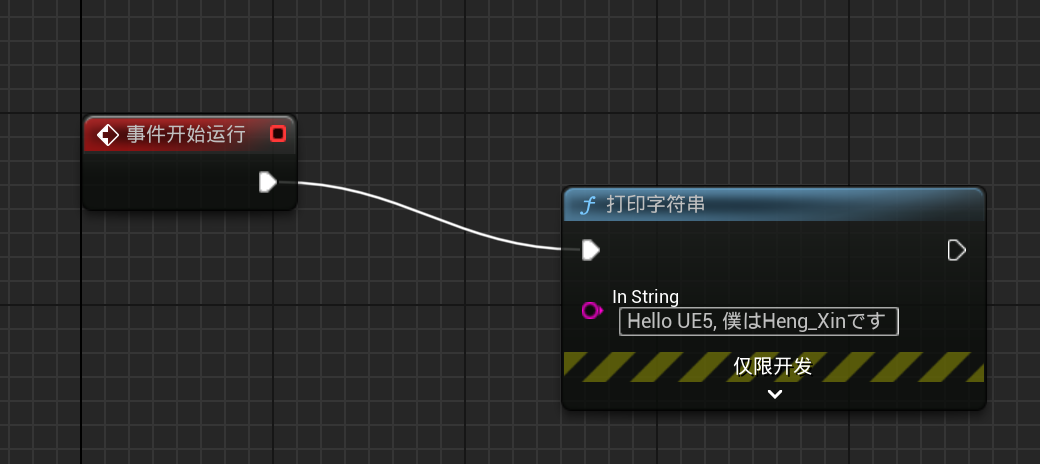 事件开始运行
f 打印字符串
In String
Hello UE5, 僕はHeng_Xinです
仅限开发